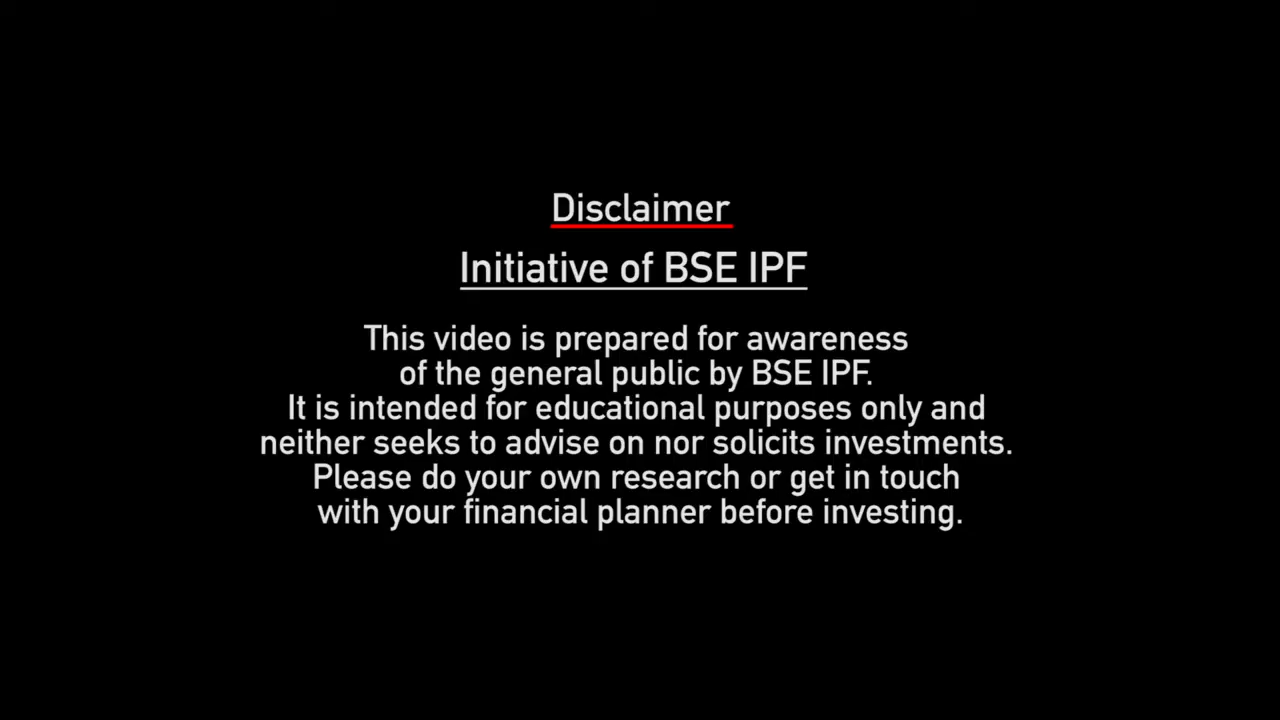 Disclaimer
Initiative of BSE IPF
This video is prepared for awareness
of the general public by BSE IPF.
It is intended for educational purposes only and
neither seeks to advise on nor solicits investments.
Please do your own research or get in touch
with your financial planner before investing.